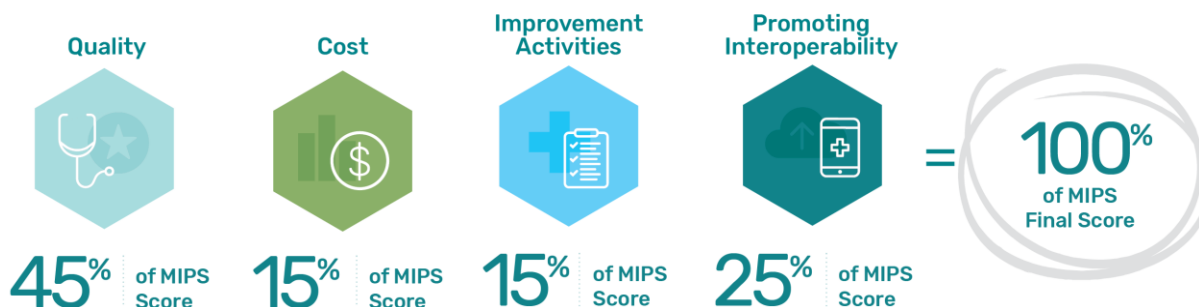 Quality
Cost
Improvement
Activities
Promoting
Interoperability
$
=
100%
of MIPS
Final Score
45%
of MIPS
Score
15%
of MIPS
Score
15%
of MIPS
Score
25%
of MIPS
Score